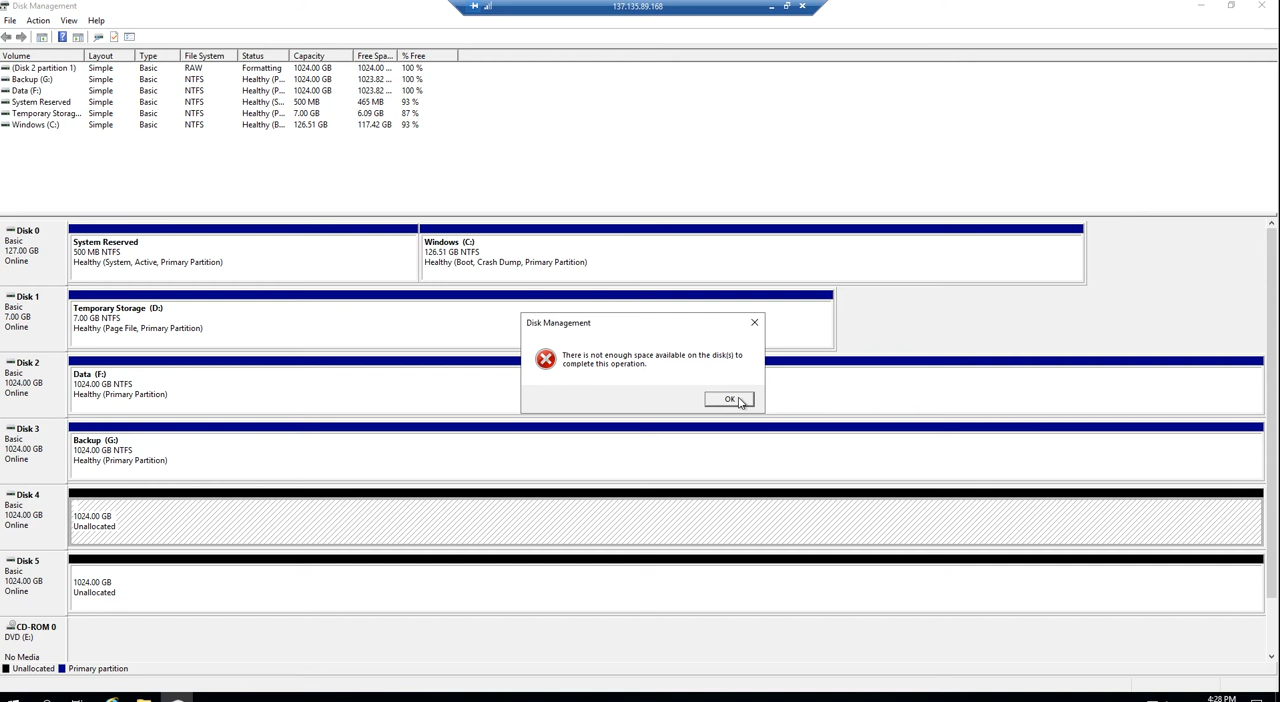 Disk Management
137.135.89.168
File Action View Help
Volume Layout Type File System Status Capacity Free Spa... % Free
(Disk 2 partition 1) Simple Basic RAW Formatting 1024.00 GB 1024.00 ... 100 %
Backup (G:) Simple Basic NTFS Healthy (P... 1024.00 GB 1023.82 ... 100 %
Data (F:) Simple Basic NTFS Healthy (P... 1024.00 GB 1023.82 ... 100 %
System Reserved Simple Basic NTFS Healthy (S... 500 MB 465 MB 93 %
Temporary Storag... Simple Basic NTFS Healthy (P... 7.00 GB 6.09 GB 87 %
Windows (C:) Simple Basic NTFS Healthy (B... 126.51 GB 117.42 GB 93 %
Disk 0
Basic
127.00 GB
Online
System Reserved
500 MB NTFS
Healthy (System, Active, Primary Partition)
Windows (C:)
126.51 GB NTFS
Healthy (Boot, Crash Dump, Primary Partition)
Disk 1
Basic
7.00 GB
Online
Temporary Storage (D:)
7.00 GB NTFS
Healthy (Page File, Primary Partition)
Disk Management
There is not enough space available on the disk(s) to
complete this operation.
OK
Disk 2
Basic
1024.00 GB
Online
Data (F:)
1024.00 GB NTFS
Healthy (Primary Partition)
Disk 3
Basic
1024.00 GB
Online
Backup (G:)
1024.00 GB NTFS
Healthy (Primary Partition)
Disk 4
Basic
1024.00 GB
Online
1024.00 GB
Unallocated
Disk 5
Basic
1024.00 GB
Online
1024.00 GB
Unallocated
CD-ROM 0
DVD (E:)
No Media
Unallocated Primary partition
4:28 PM